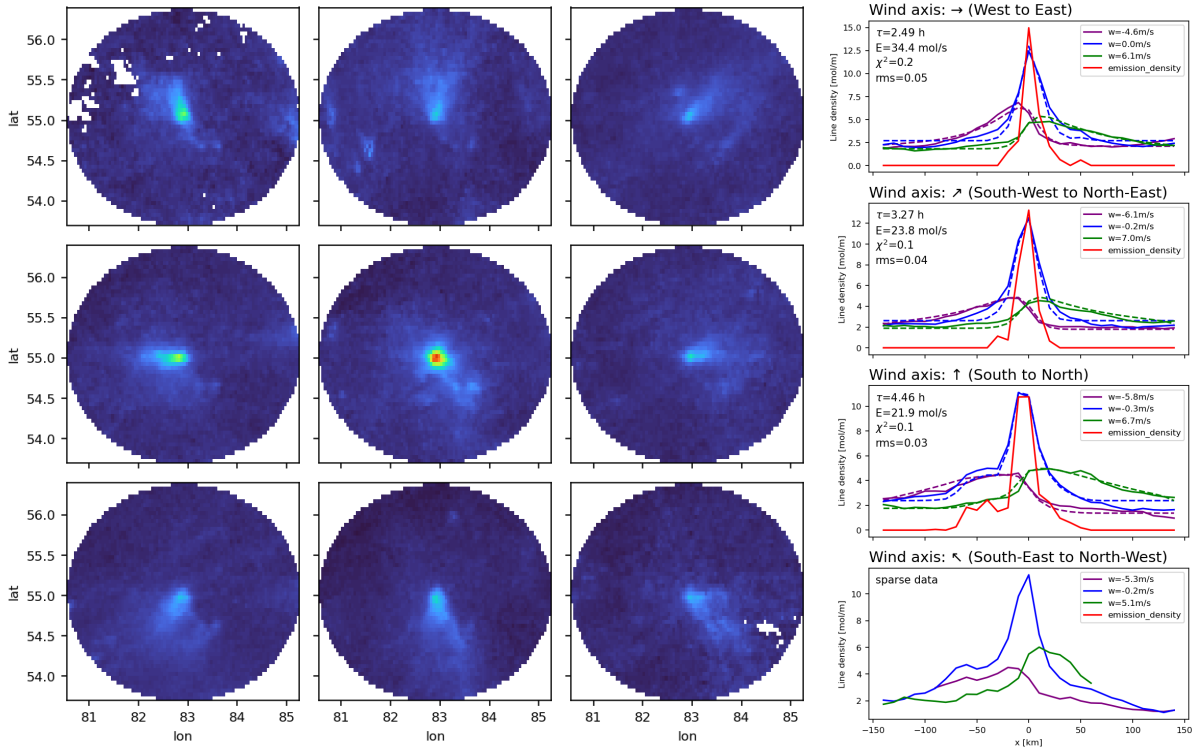 lat
56.0
55.5
55.0
54.5
54.0
lat
56.0
55.5
55.0
54.5
54.0
lat
56.0
55.5
55.0
54.5
54.0
81 82 83 84 85
lon
81 82 83 84 85
lon
81 82 83 84 85
lon
Wind axis: → (West to East)
Line density [mol/m]
15.0
12.5
10.0
7.5
5.0
2.5
0.0
τ=2.49 h
E=34.4 mol/s
χ²=0.2
rms=0.05
w=-4.6m/s
w=0.0m/s
w=6.1m/s
emission_density
Wind axis: ↗ (South-West to North-East)
Line density [mol/m]
12
10
8
6
4
2
0
τ=3.27 h
E=23.8 mol/s
χ²=0.1
rms=0.04
w=-6.1m/s
w=-0.2m/s
w=7.0m/s
emission_density
Wind axis: ↑ (South to North)
Line density [mol/m]
10
8
6
4
2
0
τ=4.46 h
E=21.9 mol/s
χ²=0.1
rms=0.03
w=-5.8m/s
w=-0.3m/s
w=6.7m/s
emission_density
Wind axis: ↖ (South-East to North-West)
Line density [mol/m]
10
8
6
4
2
sparse data
w=-5.3m/s
w=-0.2m/s
w=5.1m/s
emission_density
−150 −100 −50 0 50 100 150
x [km]